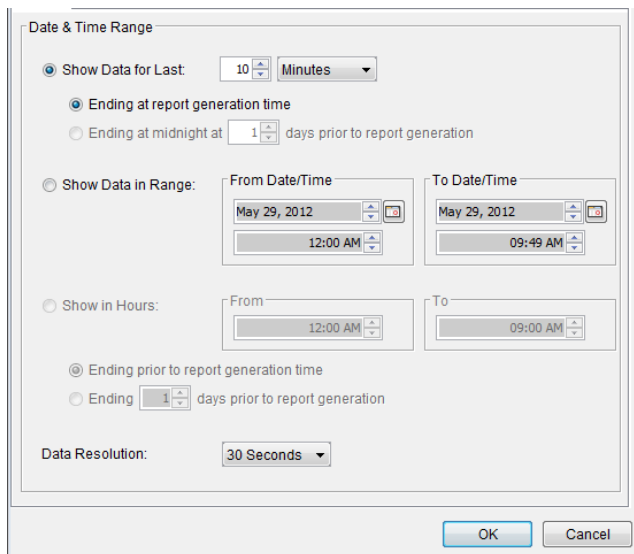 Date & Time Range
Show Data for Last: 10 Minutes
Ending at report generation time
Ending at midnight at 1 days prior to report generation
Show Data in Range: From Date/Time To Date/Time
May 29, 2012 May 29, 2012
12:00 AM 09:49 AM
Show in Hours: From To
12:00 AM 09:00 AM
Ending prior to report generation time
Ending 1 days prior to report generation
Data Resolution: 30 Seconds
OK Cancel